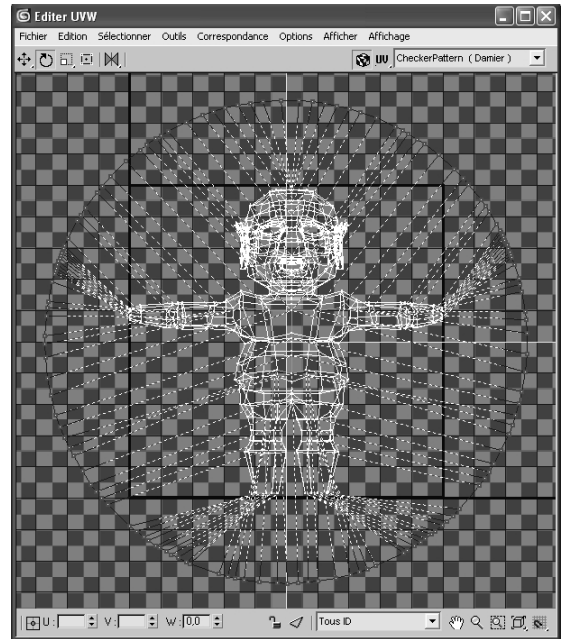 Editer UVW
Fichier Edition Sélectionner Outils Correspondance Options Afficher Affichage
UV CheckerPattern ( Damier )
U : V : W : 0,0 Tous ID